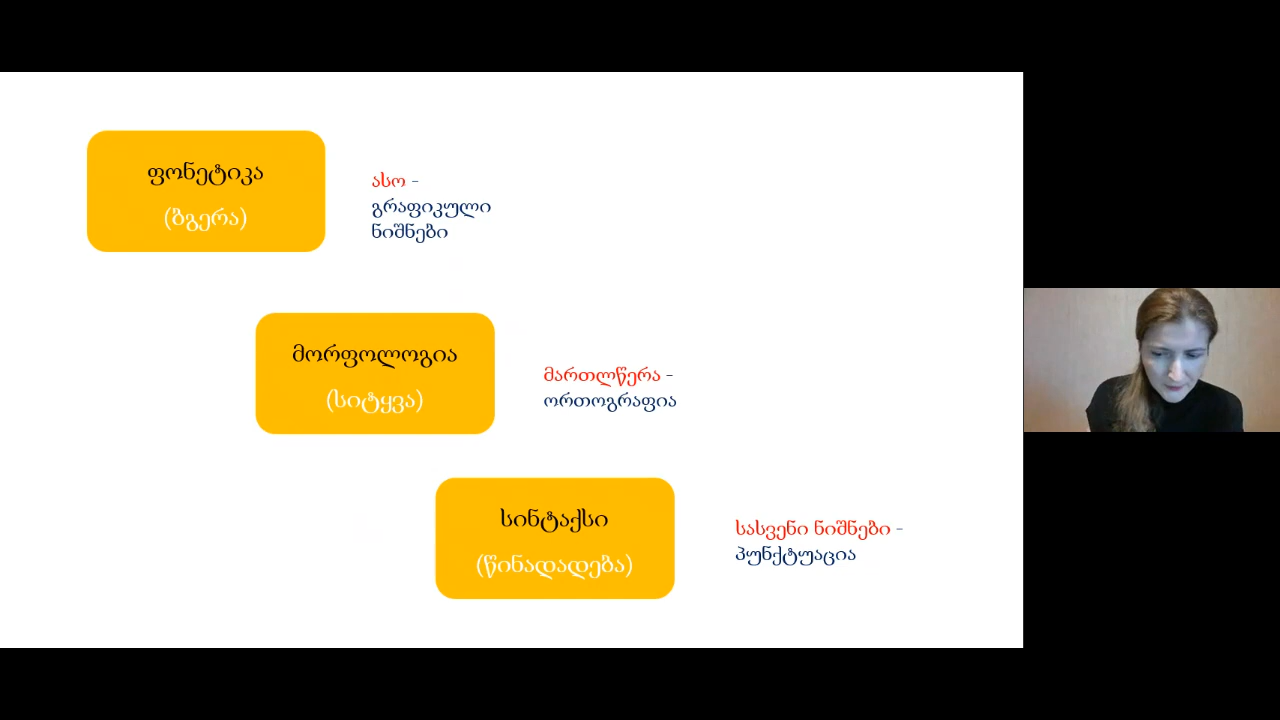 ფონეტიკა
(ბგერა)
ასო -
გრაფიკული
ნიშნები
მორფოლოგია
(სიტყვა)
მართლწერა -
ორთოგრაფია
სინტაქსი
(წინადადება)
სასვენი ნიშნები -
პუნქტუაცია